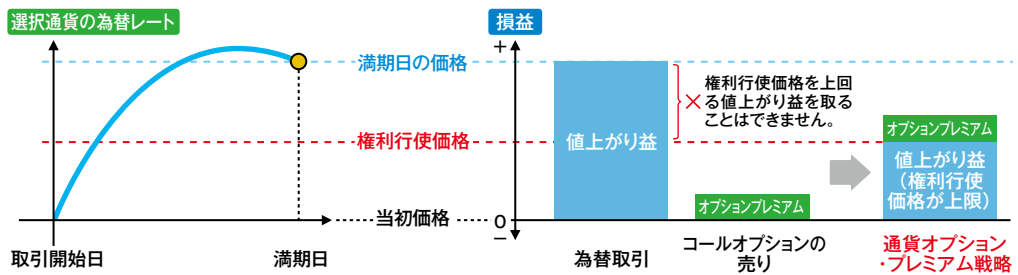 選択通貨の為替レート
満期日の価格
権利行使価格
当初価格
取引開始日
満期日
損益
+
0
−
値上がり益
×
権利行使価格を上回
る値上がり益を取る
ことはできません。
オプションプレミアム
オプションプレミアム
値上がり益
(権利行使
価格が上限)
為替取引
コールオプションの
売り
通貨オプション
・プレミアム戦略